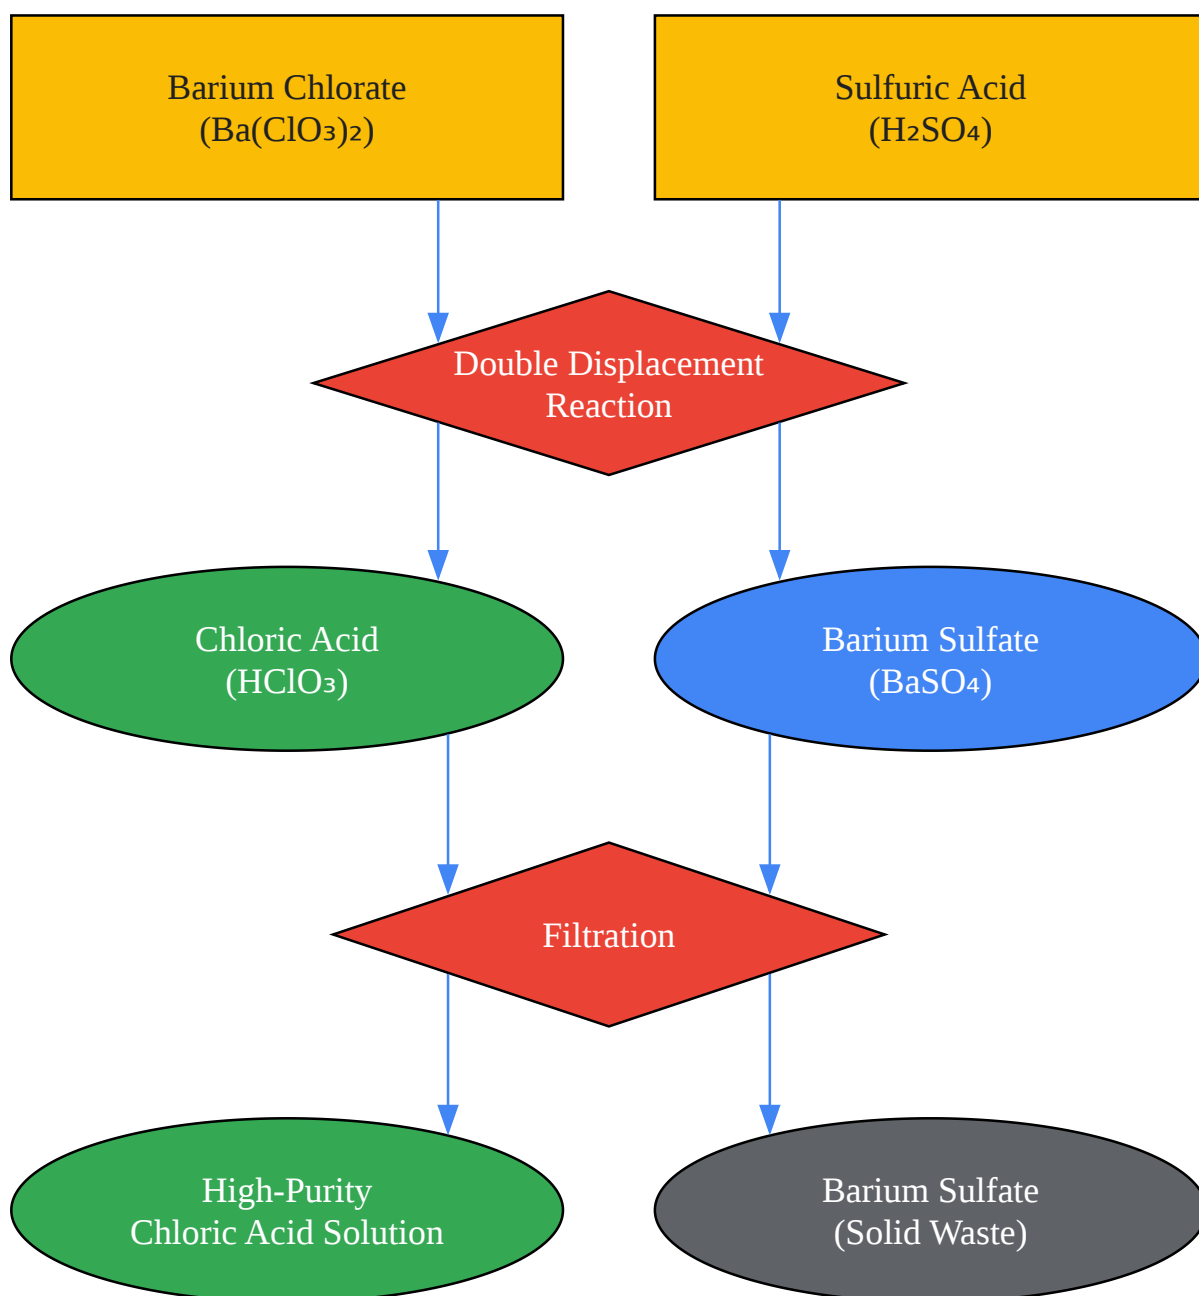 Barium Chlorate
(Ba(ClO₃)₂)
Sulfuric Acid
(H₂SO₄)
Double Displacement
Reaction
Chloric Acid
(HClO₃)
Barium Sulfate
(BaSO₄)
Filtration
High-Purity
Chloric Acid Solution
Barium Sulfate
(Solid Waste)